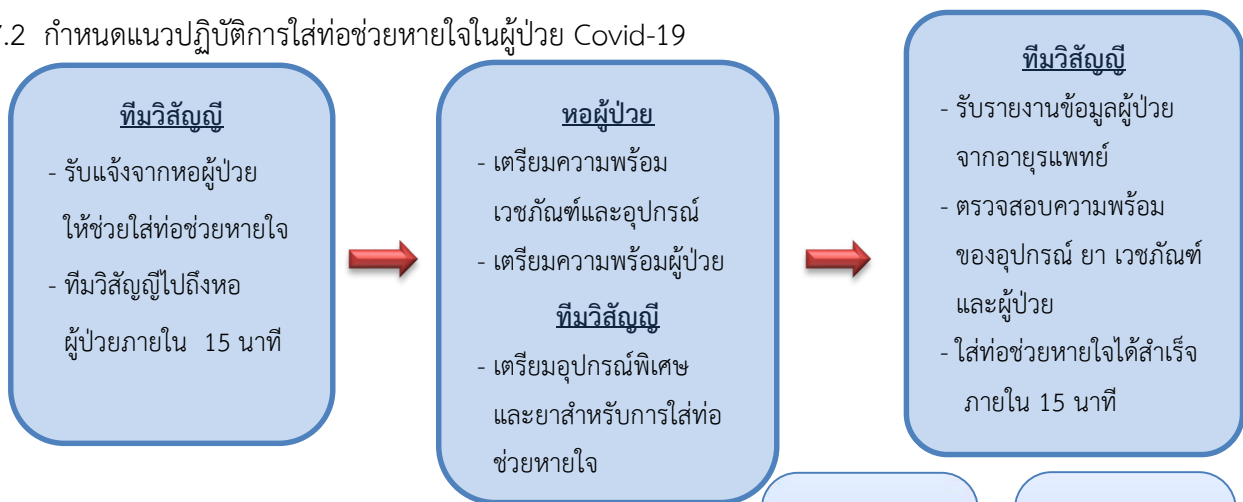 .2 กำหนดแนวปฏิบัติการใส่ท่อช่วยหายใจในผู้ป่วย Covid-19
ทีมวิสัญญี
- รับแจ้งจากหอผู้ป่วย
ให้ช่วยใส่ท่อช่วยหายใจ
- ทีมวิสัญญีไปถึงหอ
ผู้ป่วยภายใน 15 นาที
หอผู้ป่วย
- เตรียมความพร้อม
เวชภัณฑ์และอุปกรณ์
- เตรียมความพร้อมผู้ป่วย
ทีมวิสัญญี
- เตรียมอุปกรณ์พิเศษ
และยาสำหรับการใส่ท่อ
ช่วยหายใจ
ทีมวิสัญญี
- รับรายงานข้อมูลผู้ป่วย
จากอายุรแพทย์
- ตรวจสอบความพร้อม
ของอุปกรณ์ ยา เวชภัณฑ์
และผู้ป่วย
- ใส่ท่อช่วยหายใจได้สำเร็จ
ภายใน 15 นาที